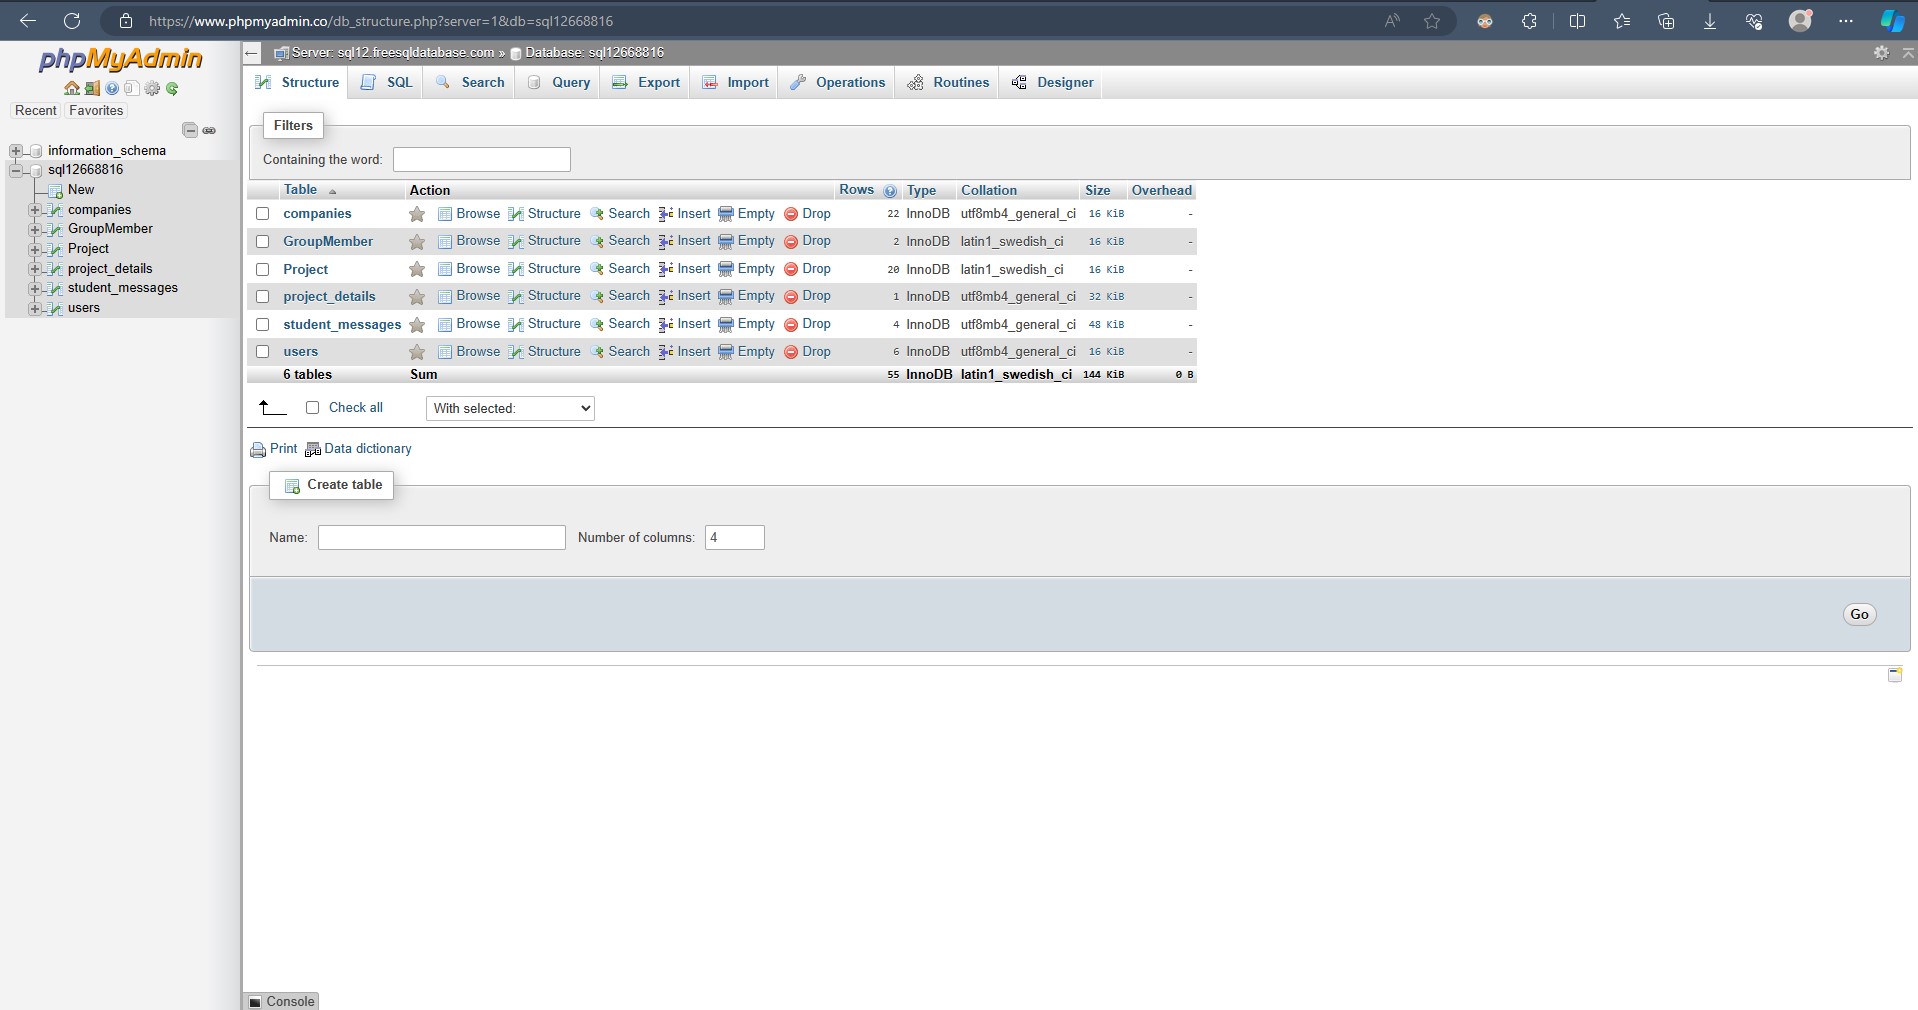 https://www.phpmyadmin.co/db_structure.php?server=1&db=sql12668816
phpMyAdmin
Recent Favorites
information_schema
sql12668816
New
companies
GroupMember
Project
project_details
student_messages
users
Server: sql12.freesqldatabase.com » Database: sql12668816
Structure SQL Search Query Export Import Operations Routines Designer
Filters
Containing the word:
Table Action Rows Type Collation Size Overhead
companies Browse Structure Search Insert Empty Drop 22 InnoDB utf8mb4_general_ci 16 KiB -
GroupMember Browse Structure Search Insert Empty Drop 2 InnoDB latin1_swedish_ci 16 KiB -
Project Browse Structure Search Insert Empty Drop 20 InnoDB latin1_swedish_ci 16 KiB -
project_details Browse Structure Search Insert Empty Drop 1 InnoDB utf8mb4_general_ci 32 KiB -
student_messages Browse Structure Search Insert Empty Drop 4 InnoDB utf8mb4_general_ci 48 KiB -
users Browse Structure Search Insert Empty Drop 6 InnoDB utf8mb4_general_ci 16 KiB -
6 tables Sum 55 InnoDB latin1_swedish_ci 144 KiB 0 B
Check all With selected:
Print Data dictionary
Create table
Name: Number of columns: 4
Go
Console